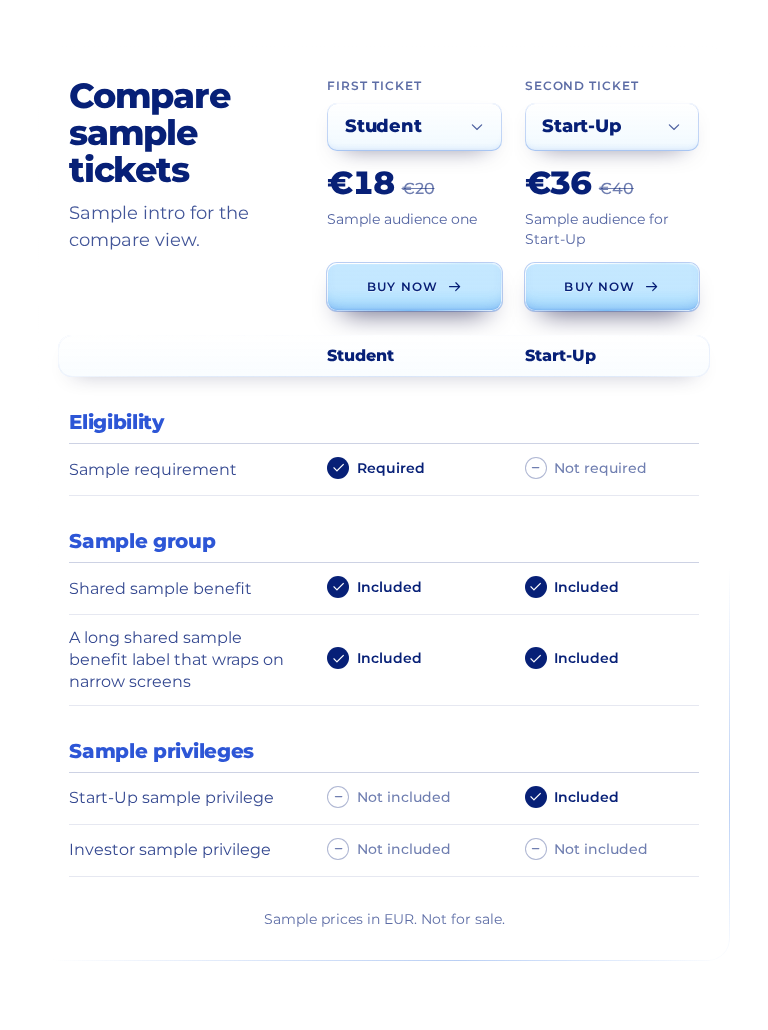 Compare
sample
tickets
Sample intro for the
compare view.
FIRST TICKET
Student
€18 €20
Sample audience one
BUY NOW →
SECOND TICKET
Start-Up
€36 €40
Sample audience for
Start-Up
BUY NOW →
Student Start-Up
Eligibility
Sample requirement Required Not required
Sample group
Shared sample benefit Included Included
A long shared sample
benefit label that wraps on
narrow screens
Included Included
Sample privileges
Start-Up sample privilege Not included Included
Investor sample privilege Not included Not included
Sample prices in EUR. Not for sale.